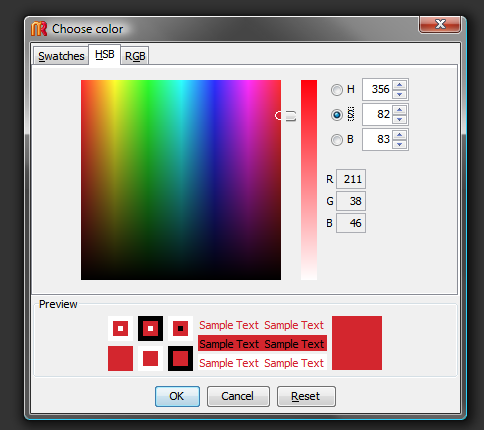 MR Choose color
Swatches HSB RGB
H 356
S 82
B 83
R 211
G 38
B 46
Preview
Sample Text Sample Text
Sample Text Sample Text
Sample Text Sample Text
OK Cancel Reset